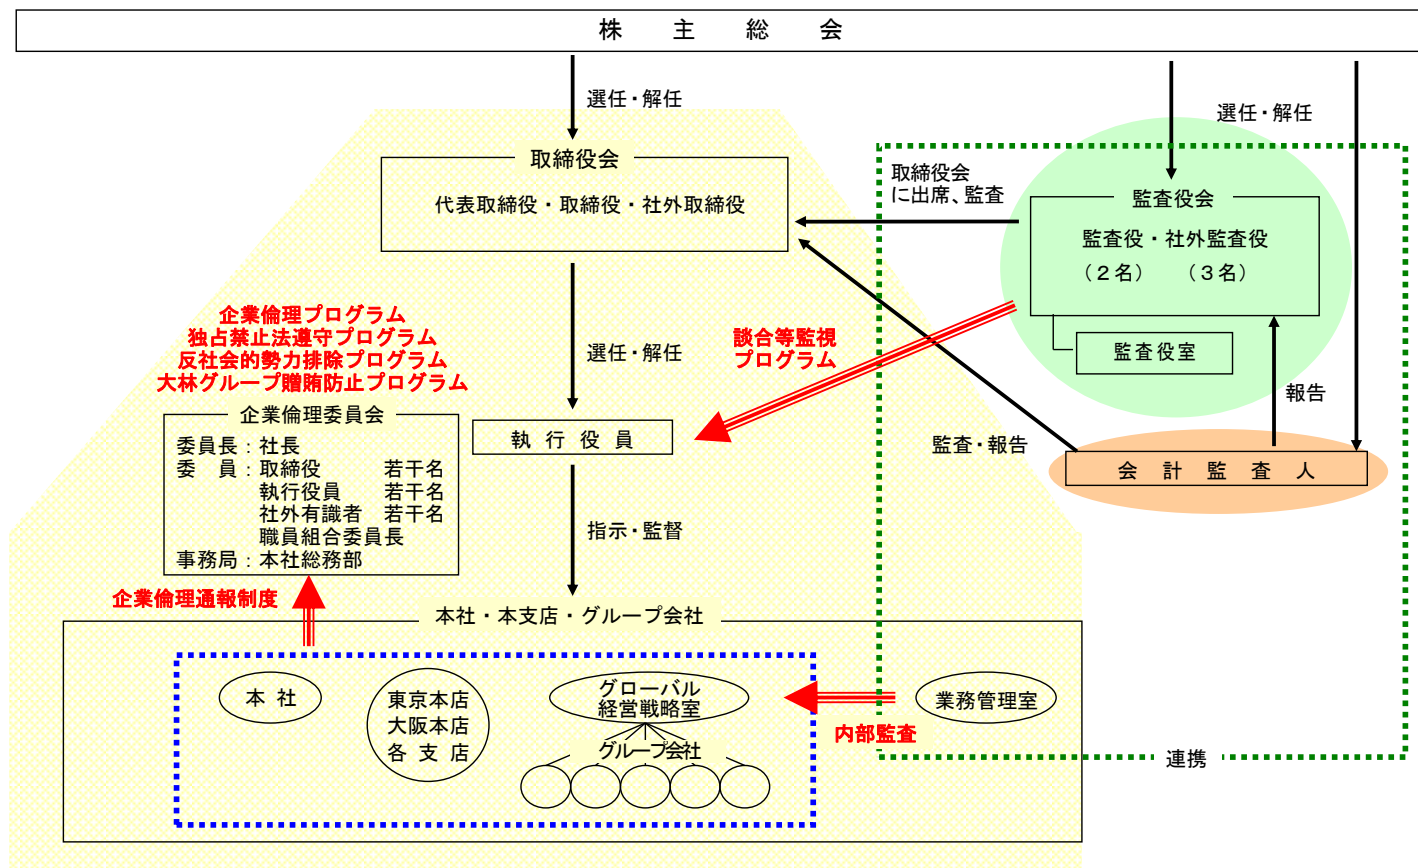 株主総会
選任・解任
選任・解任
取締役会
代表取締役・取締役・社外取締役
取締役会
に出席、監査
監査役会
監査役・社外監査役
（２名）　（３名）
監査役室
企業倫理プログラム
独占禁止法遵守プログラム
反社会的勢力排除プログラム
大林グループ贈賄防止プログラム
選任・解任
談合等監視
プログラム
報告
企業倫理委員会
委員長：社長
委　員：取締役　若干名
執行役員　若干名
社外有識者　若干名
職員組合委員長
事務局：本社総務部
執行役員
監査・報告
会計監査人
指示・監督
企業倫理通報制度
本社・本支店・グループ会社
本社
東京本店
大阪本店
各支店
グローバル
経営戦略室
グループ会社
内部監査
業務管理室
連携